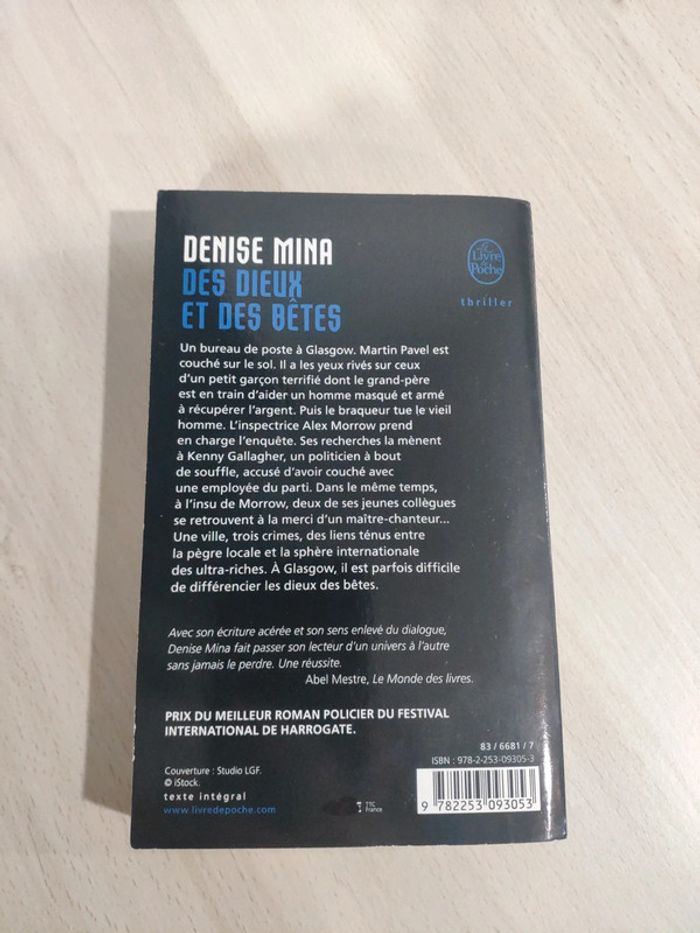 DENISE MINA
DES DIEUX
ET DES BÊTES
Le
Livre
de
Poche
thriller
Un bureau de poste à Glasgow. Martin Pavel est
couché sur le sol. Il a les yeux rivés sur ceux
d'un petit garçon terrifié dont le grand-père
est en train d'aider un homme masqué et armé
à récupérer l'argent. Puis le braqueur tue le vieil
homme. L'inspectrice Alex Morrow prend
en charge l'enquête. Ses recherches la mènent
à Kenny Gallagher, un politicien à bout
de souffle, accusé d'avoir couché avec
une employée du parti. Dans le même temps,
à l'insu de Morrow, deux de ses jeunes collègues
se retrouvent à la merci d'un maître-chanteur...
Une ville, trois crimes, des liens ténus entre
la pègre locale et la sphère internationale
des ultra-riches. À Glasgow, il est parfois difficile
de différencier les dieux des bêtes.
Avec son écriture acérée et son sens enlevé du dialogue,
Denise Mina fait passer son lecteur d'un univers à l'autre
sans jamais le perdre. Une réussite.
Abel Mestre, Le Monde des livres.
PRIX DU MEILLEUR ROMAN POLICIER DU FESTIVAL
INTERNATIONAL DE HARROGATE.
83 / 6681 / 7
ISBN : 978-2-253-09305-3
Couverture : Studio LGF.
© iStock.
texte intégral
www.livredepoche.com
TTC
France
9 782253 093053